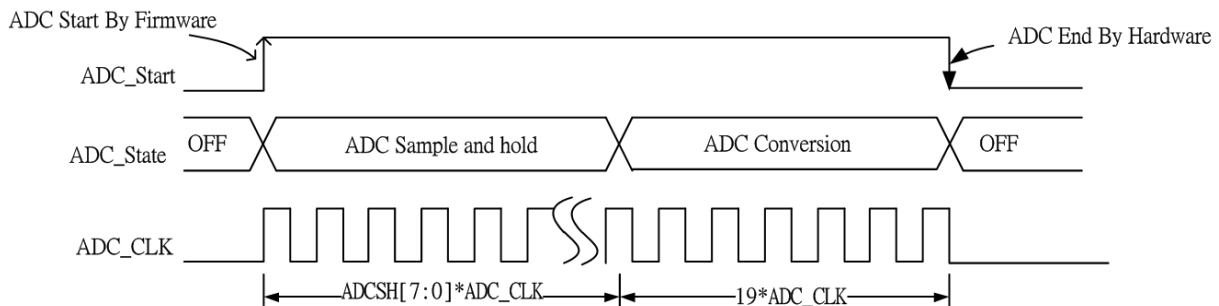 ADC Start By Firmware
ADC End By Hardware
ADC_Start
ADC_State
OFF
ADC Sample and hold
ADC Conversion
OFF
ADC_CLK
ADCSH[7:0]*ADC_CLK
19*ADC_CLK